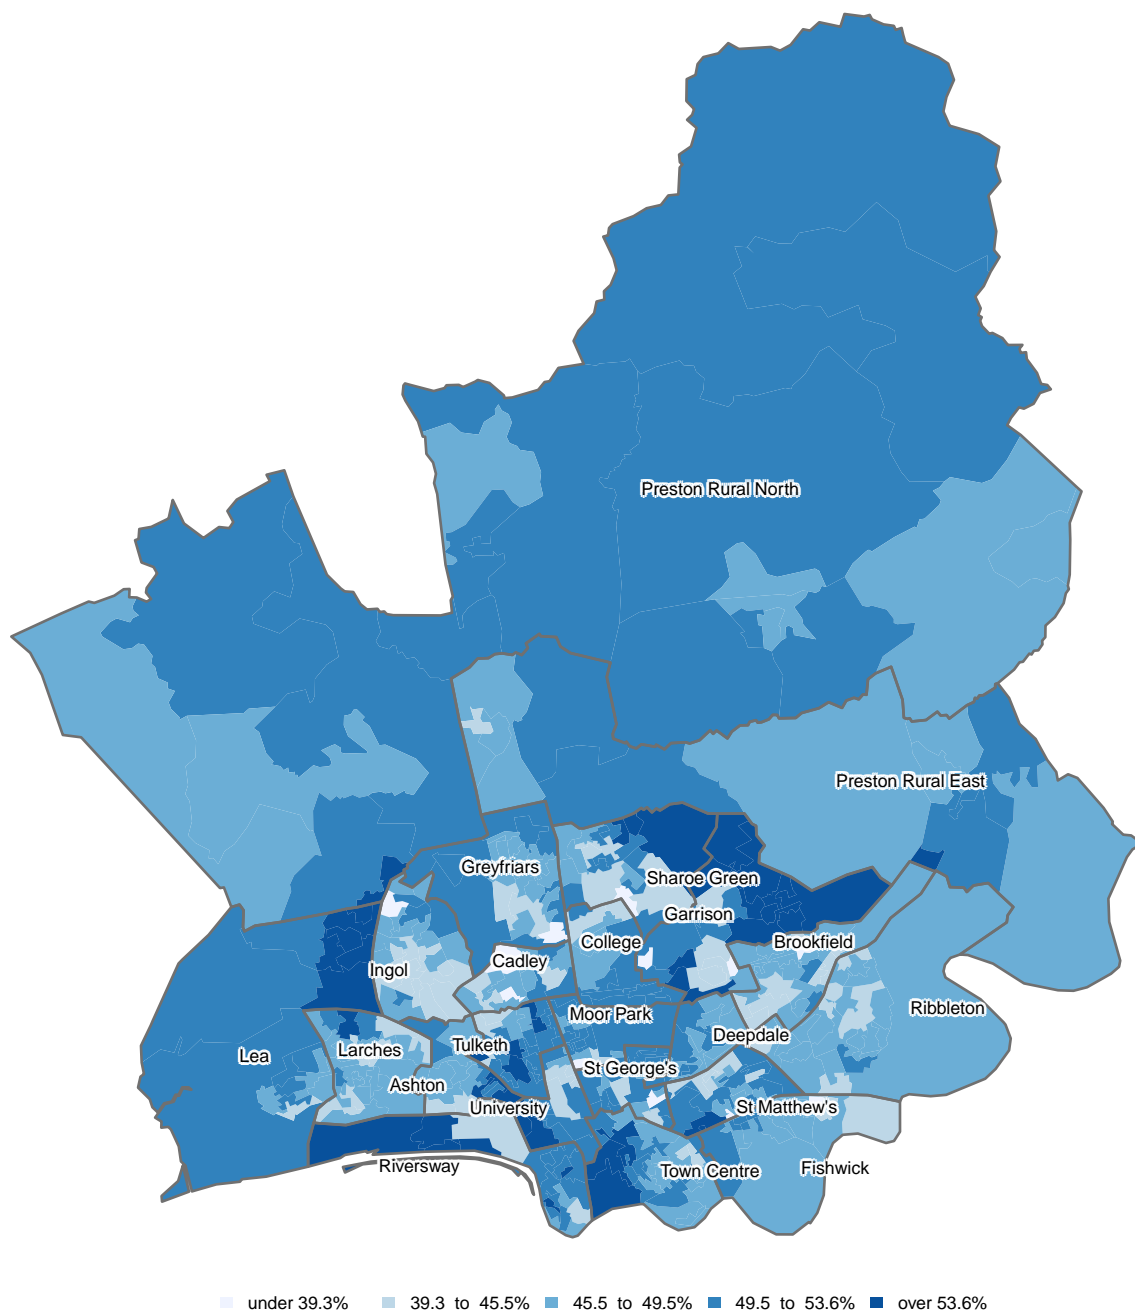 Preston Rural North
Preston Rural East
Greyfriars
Sharoe Green
Garrison
College
Brookfield
Cadley
Ingol
Ribbleton
Moor Park
Deepdale
Tulketh
Larches
Lea
St George's
Ashton
University
St Matthew's
Riversway
Town Centre
Fishwick
under 39.3% 39.3 to 45.5% 45.5 to 49.5% 49.5 to 53.6% over 53.6%